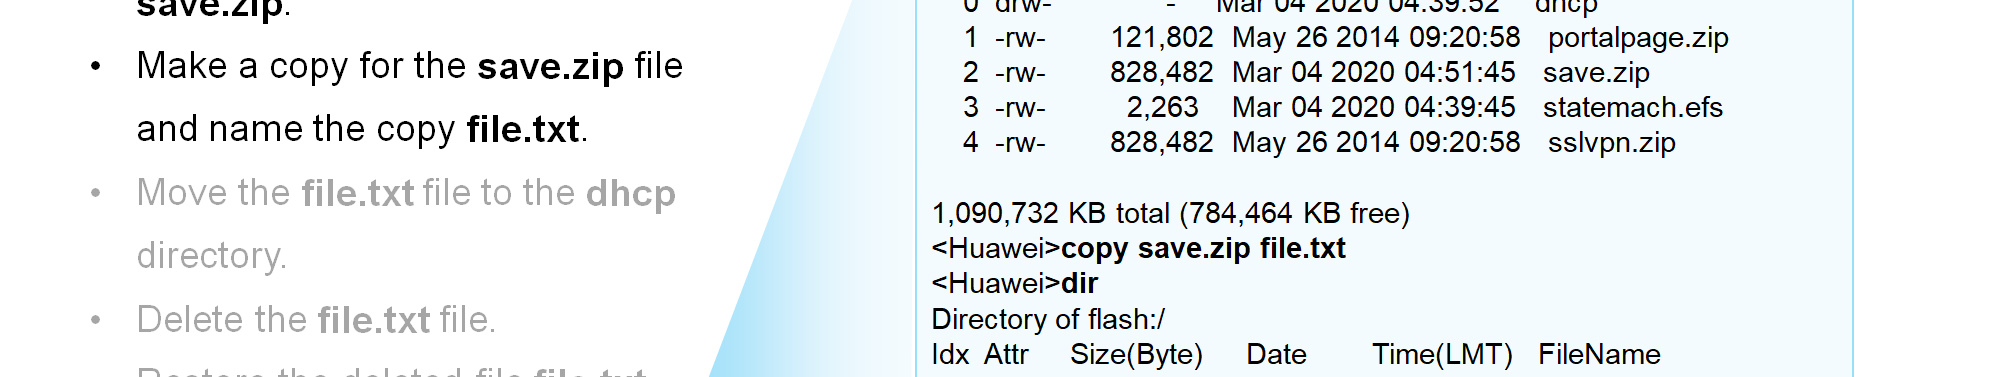 save.zip.
• Make a copy for the save.zip file
and name the copy file.txt.
• Move the file.txt file to the dhcp
directory.
• Delete the file.txt file.
Restore the deleted file file.txt
0 drw- - Mar 04 2020 04:39:52 dhcp
1 -rw- 121,802 May 26 2014 09:20:58 portalpage.zip
2 -rw- 828,482 Mar 04 2020 04:51:45 save.zip
3 -rw- 2,263 Mar 04 2020 04:39:45 statemach.efs
4 -rw- 828,482 May 26 2014 09:20:58 sslvpn.zip
1,090,732 KB total (784,464 KB free)
<Huawei>copy save.zip file.txt
<Huawei>dir
Directory of flash:/
Idx Attr Size(Byte) Date Time(LMT) FileName